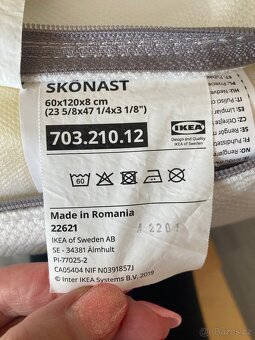 SKÖNAST
60x120x8 cm
(23 5/8x47 1/4x3 1/8")
703.210.12
IKEA
Design and Quality
IKEA of Sweden
60
Made in Romania
22621
IKEA of Sweden AB
SE - 34381 Älmhult
PI-77025-2
CA05404 NIF N0391857J
© Inter IKEA Systems B.V. 2019